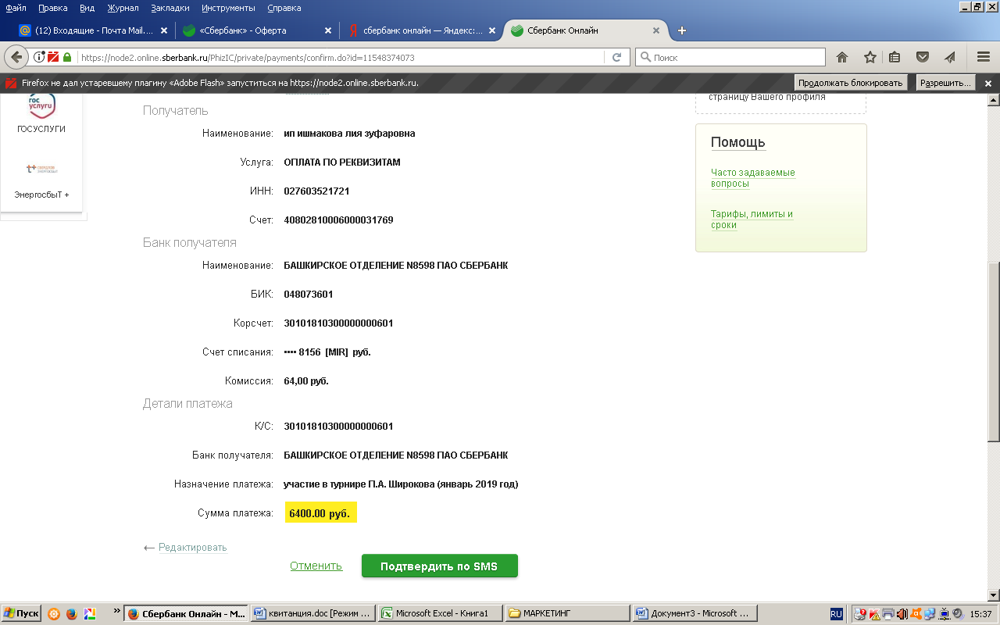 Файл Правка Вид Журнал Закладки Инструменты Справка
(12) Входящие - Почта Mail.... «Сбербанк» - Оферта сбербанк онлайн — Яндекс:... Сбербанк Онлайн
https://node2.online.sberbank.ru/PhizIC/private/payments/confirm.do?id=11548374073 Поиск
Firefox не дал устаревшему плагину «Adobe Flash» запуститься на https://node2.online.sberbank.ru. Продолжать блокировать Разрешить...
гос
услуги
ГОСУСЛУГИ
ЭнергосбыТ +
страницу Вашего профиля
Помощь
Часто задаваемые
вопросы
Тарифы, лимиты и
сроки
Получатель
Наименование: ип ишмакова лия зуфаровна
Услуга: ОПЛАТА ПО РЕКВИЗИТАМ
ИНН: 027603521721
Счет: 40802810006000031769
Банк получателя
Наименование: БАШКИРСКОЕ ОТДЕЛЕНИЕ N8598 ПАО СБЕРБАНК
БИК: 048073601
Корсчет: 30101810300000000601
Счет списания: •••• 8156 [MIR] руб.
Комиссия: 64,00 руб.
Детали платежа
К/С: 30101810300000000601
Банк получателя: БАШКИРСКОЕ ОТДЕЛЕНИЕ N8598 ПАО СБЕРБАНК
Назначение платежа: участие в турнире П.А. Широкова (январь 2019 год)
Сумма платежа: 6400.00 руб.
← Редактировать
Отменить Подтвердить по SMS
Пуск » Сбербанк Онлайн - M... квитанция.doc [Режим ... Microsoft Excel - Книга1 МАРКЕТИНГ Документ3 - Microsoft ... RU 15:37